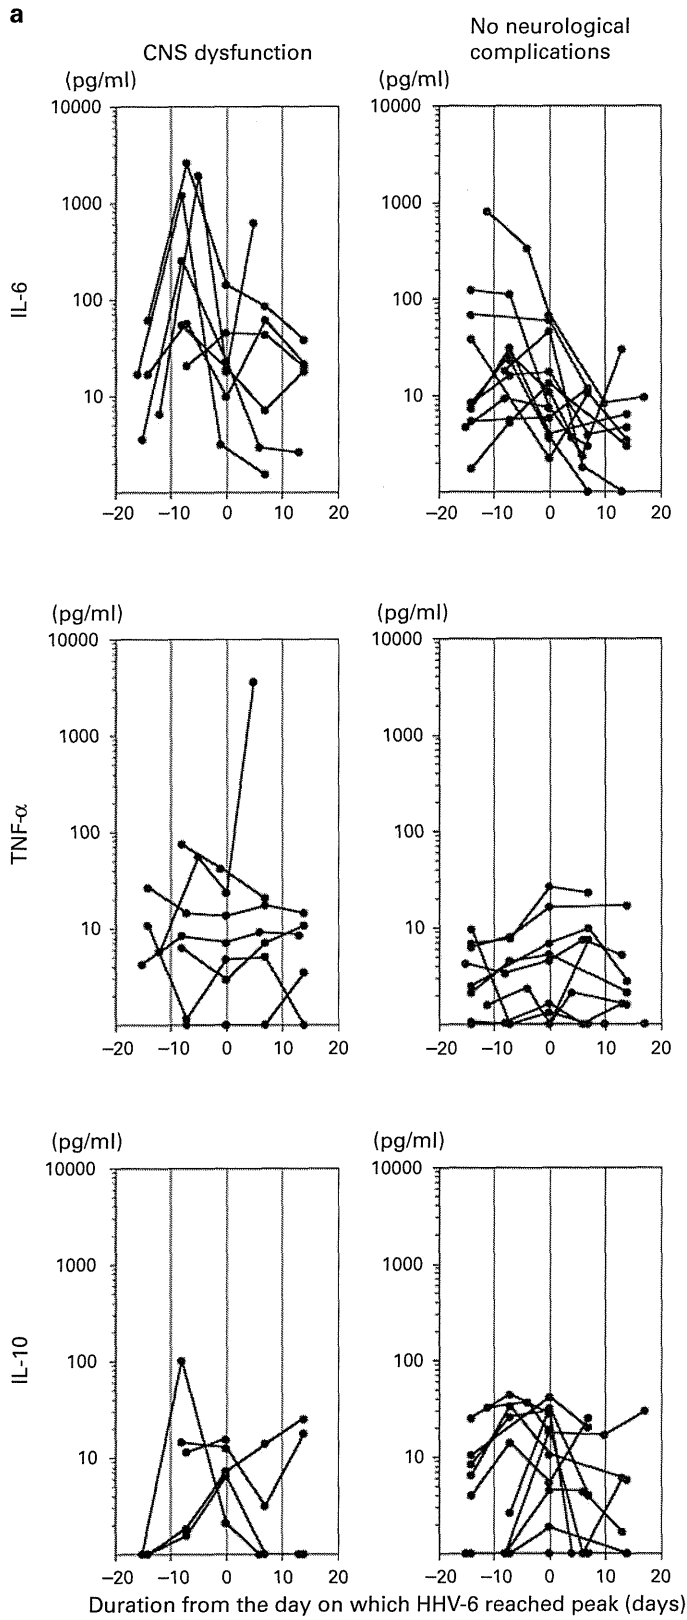 a
CNS dysfunction
No neurological
complications
(pg/ml)
(pg/ml)
IL-6
10000
1000
100
10
−20 −10 0 10 20
10000
1000
100
10
−20 −10 0 10 20
(pg/ml)
(pg/ml)
TNF-α
10000
1000
100
10
−20 −10 0 10 20
10000
1000
100
10
−20 −10 0 10 20
(pg/ml)
(pg/ml)
IL-10
10000
1000
100
10
−20 −10 0 10 20
10000
1000
100
10
−20 −10 0 10 20
Duration from the day on which HHV-6 reached peak (days)